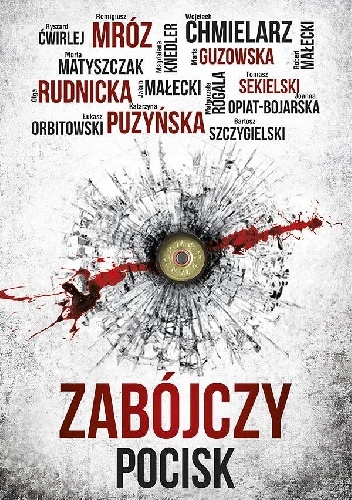 Ryszard
ĆWIRLEJ
Remigiusz
MRÓZ
Magdalena
KNEDLER
Wojciech
CHMIELARZ
Marta
GUZOWSKA
Robert
MAŁECKI
Marta
MATYSZCZAK
Olga
RUDNICKA
Jakub
MAŁECKI
Małgorzata
ROGALA
Tomasz
SEKIELSKI
Joanna
OPIAT-BOJARSKA
Łukasz
ORBITOWSKI
Katarzyna
PUZYŃSKA
Bartosz
SZCZYGIELSKI
ZABÓJCZY
POCISK